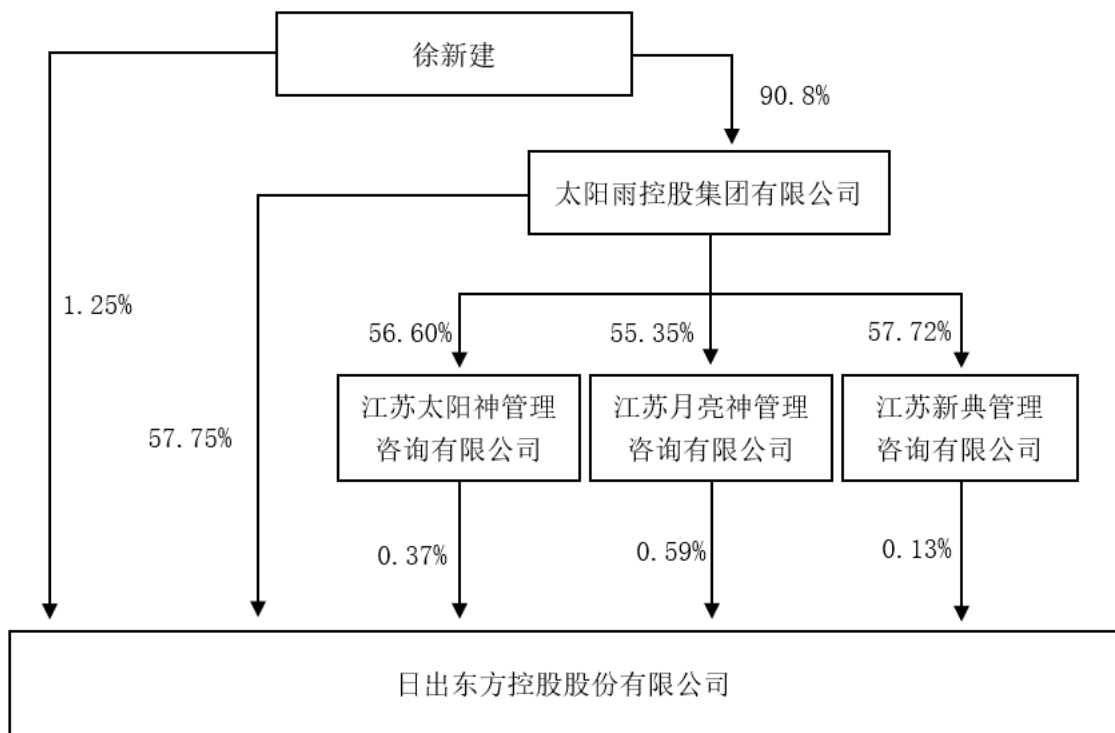 徐新建
90.8%
太阳雨控股集团有限公司
1.25%
56.60%
55.35%
57.72%
江苏太阳神管理
咨询有限公司
江苏月亮神管理
咨询有限公司
江苏新典管理
咨询有限公司
57.75%
0.37%
0.59%
0.13%
日出东方控股股份有限公司